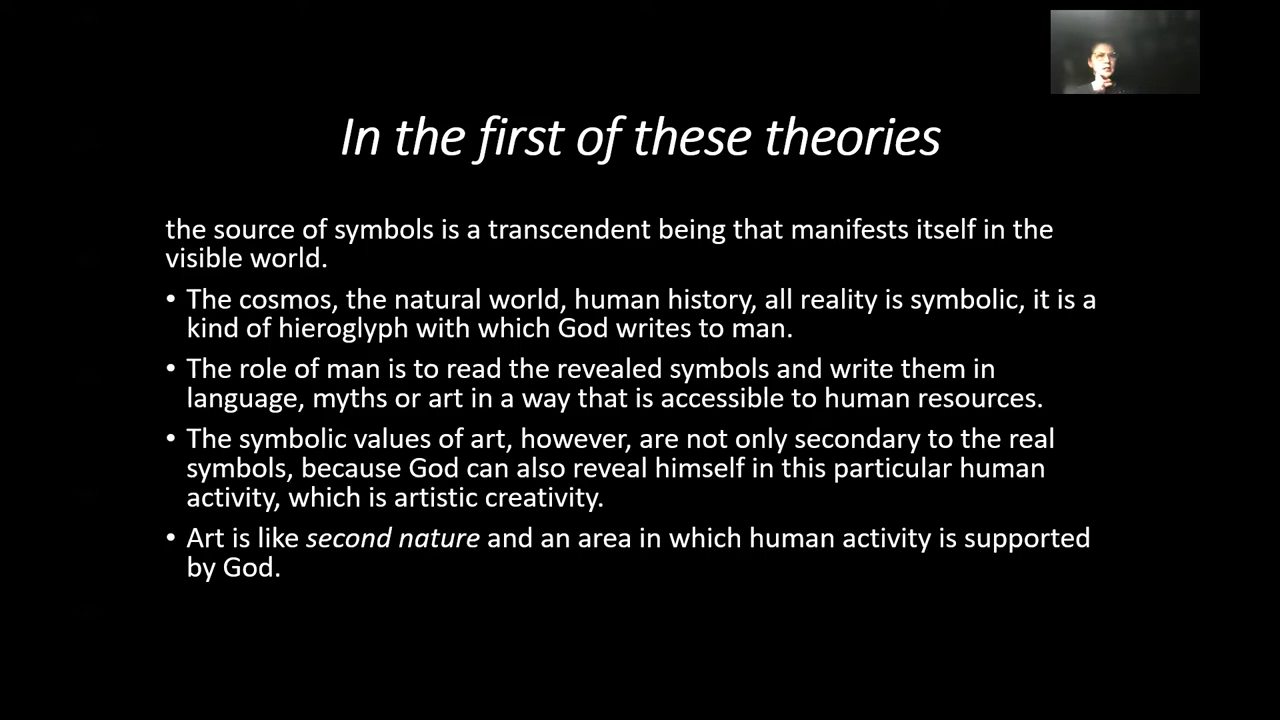 In the first of these theories
the source of symbols is a transcendent being that manifests itself in the
visible world.
• The cosmos, the natural world, human history, all reality is symbolic, it is a
kind of hieroglyph with which God writes to man.
• The role of man is to read the revealed symbols and write them in
language, myths or art in a way that is accessible to human resources.
• The symbolic values of art, however, are not only secondary to the real
symbols, because God can also reveal himself in this particular human
activity, which is artistic creativity.
• Art is like second nature and an area in which human activity is supported
by God.